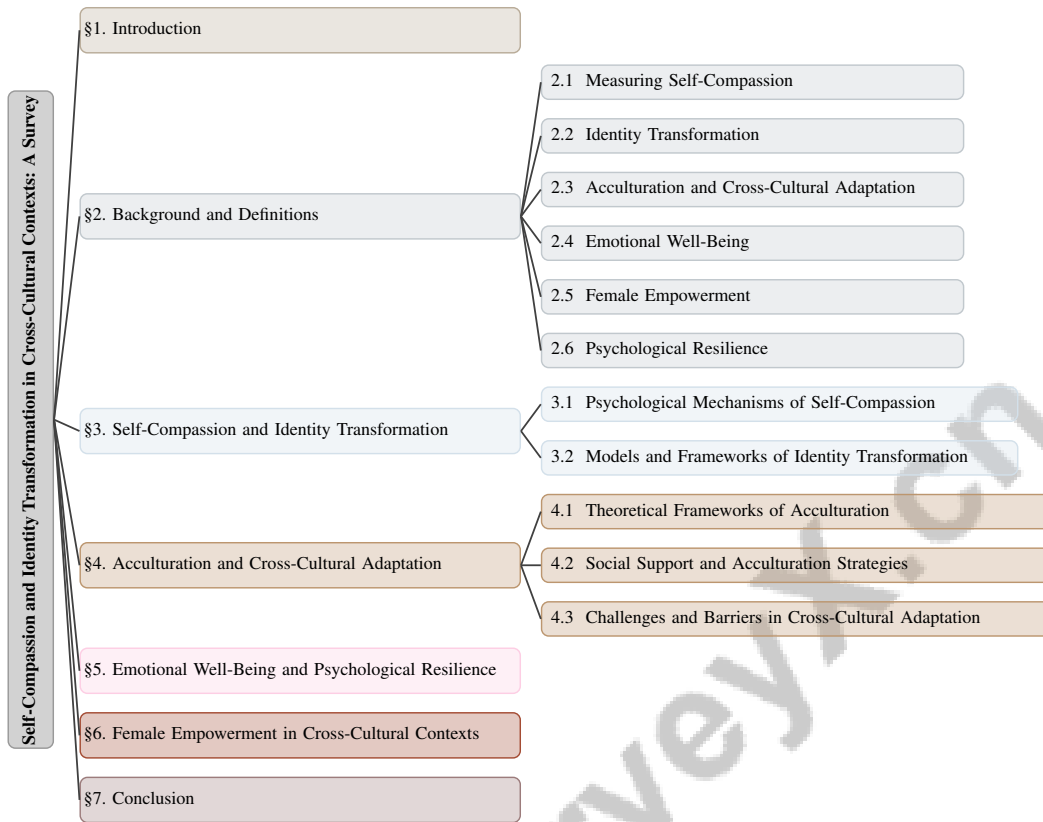 Self-Compassion and Identity Transformation in Cross-Cultural Contexts: A Survey
§1. Introduction
§2. Background and Definitions
2.1 Measuring Self-Compassion
2.2 Identity Transformation
2.3 Acculturation and Cross-Cultural Adaptation
2.4 Emotional Well-Being
2.5 Female Empowerment
2.6 Psychological Resilience
§3. Self-Compassion and Identity Transformation
3.1 Psychological Mechanisms of Self-Compassion
3.2 Models and Frameworks of Identity Transformation
§4. Acculturation and Cross-Cultural Adaptation
4.1 Theoretical Frameworks of Acculturation
4.2 Social Support and Acculturation Strategies
4.3 Challenges and Barriers in Cross-Cultural Adaptation
§5. Emotional Well-Being and Psychological Resilience
§6. Female Empowerment in Cross-Cultural Contexts
§7. Conclusion
rveyX.cn